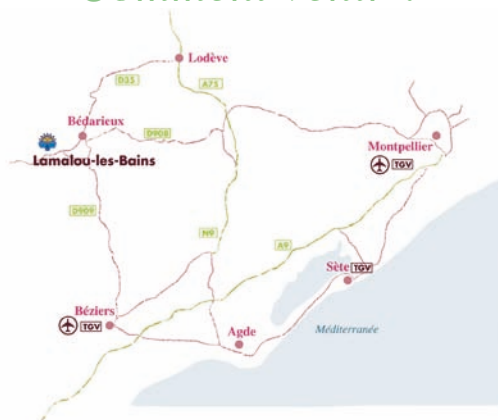 Lodève
D35
A75
Bédarieux
D908
Lamalou-les-Bains
Montpellier
TGV
D909
N9
A9
Sète TGV
Béziers
TGV
Agde
Méditerranée